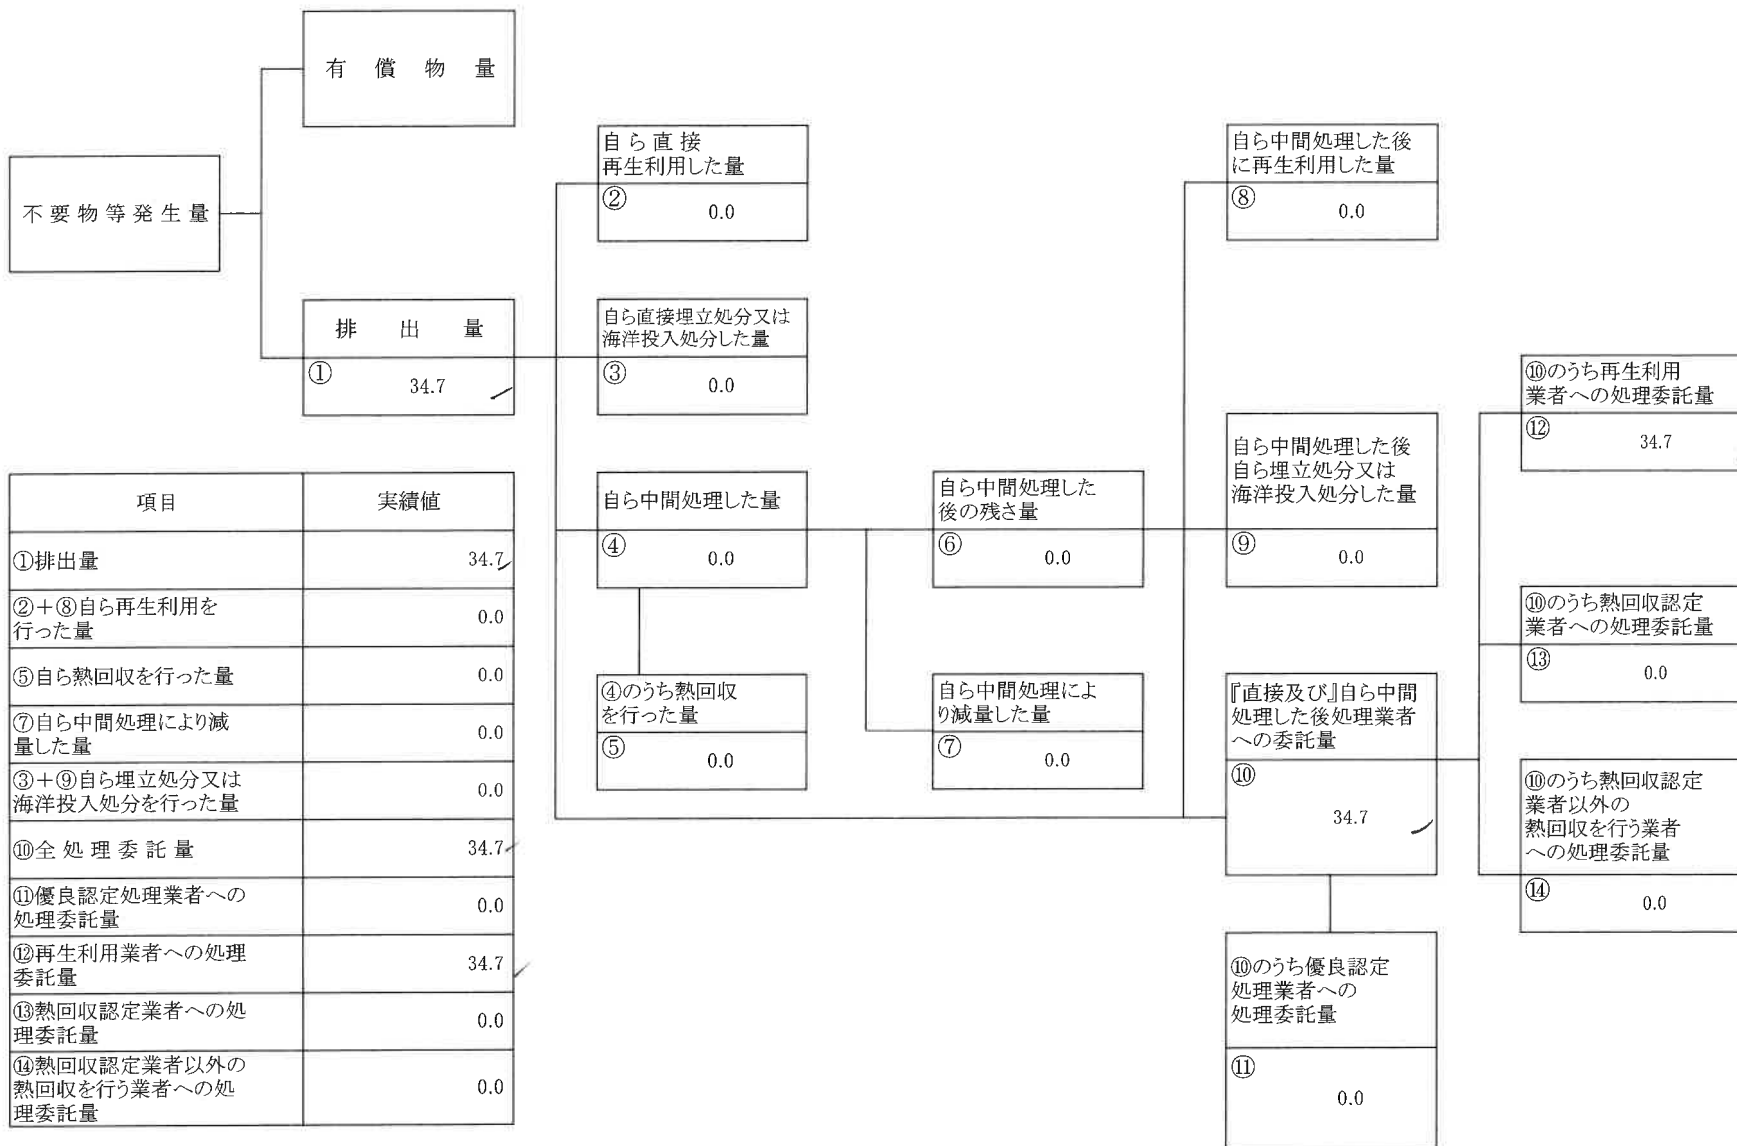 有償物量
不要物等発生量
排出量
①
34.7
自ら直接
再生利用した量
②
0.0
自ら直接埋立処分又は
海洋投入処分した量
③
0.0
自ら中間処理した量
④
0.0
④のうち熱回収
を行った量
⑤
0.0
自ら中間処理した
後の残さ量
⑥
0.0
自ら中間処理によ
り減量した量
⑦
0.0
自ら中間処理した後
に再生利用した量
⑧
0.0
自ら中間処理した後
自ら埋立処分又は
海洋投入処分した量
⑨
0.0
『直接及び』自ら中間
処理した後処理業者
への委託量
⑩
34.7
⑩のうち優良認定
処理業者への
処理委託量
⑪
0.0
⑩のうち再生利用
業者への処理委託量
⑫
34.7
⑩のうち熱回収認定
業者への処理委託量
⑬
0.0
⑩のうち熱回収認定
業者以外の
熱回収を行う業者
への処理委託量
⑭
0.0
項目 実績値
①排出量 34.7
②＋⑧自ら再生利用を
行った量 0.0
⑤自ら熱回収を行った量 0.0
⑦自ら中間処理により減
量した量 0.0
③＋⑨自ら埋立処分又は
海洋投入処分を行った量 0.0
⑩全処理委託量 34.7
⑪優良認定処理業者への
処理委託量 0.0
⑫再生利用業者への処理
委託量 34.7
⑬熱回収認定業者への処
理委託量 0.0
⑭熱回収認定業者以外の
熱回収を行う業者への処
理委託量 0.0